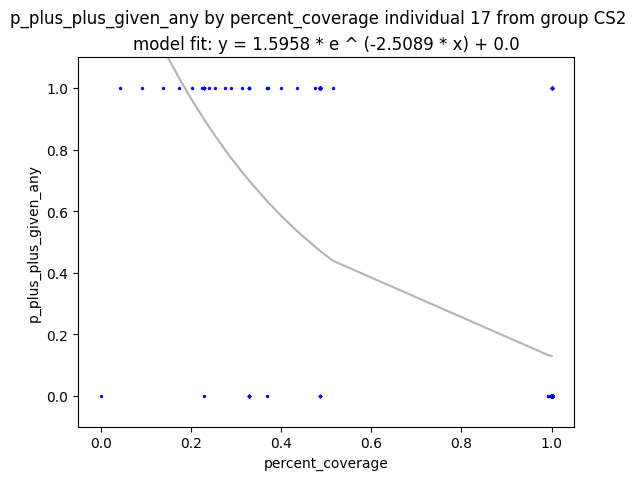 p_plus_plus_given_any by percent_coverage individual 17 from group CS2
model fit: y = 1.5958 * e ^ (-2.5089 * x) + 0.0
1.0
0.8
0.6
0.4
0.2
0.0
p_plus_plus_given_any
0.0 0.2 0.4 0.6 0.8 1.0
percent_coverage